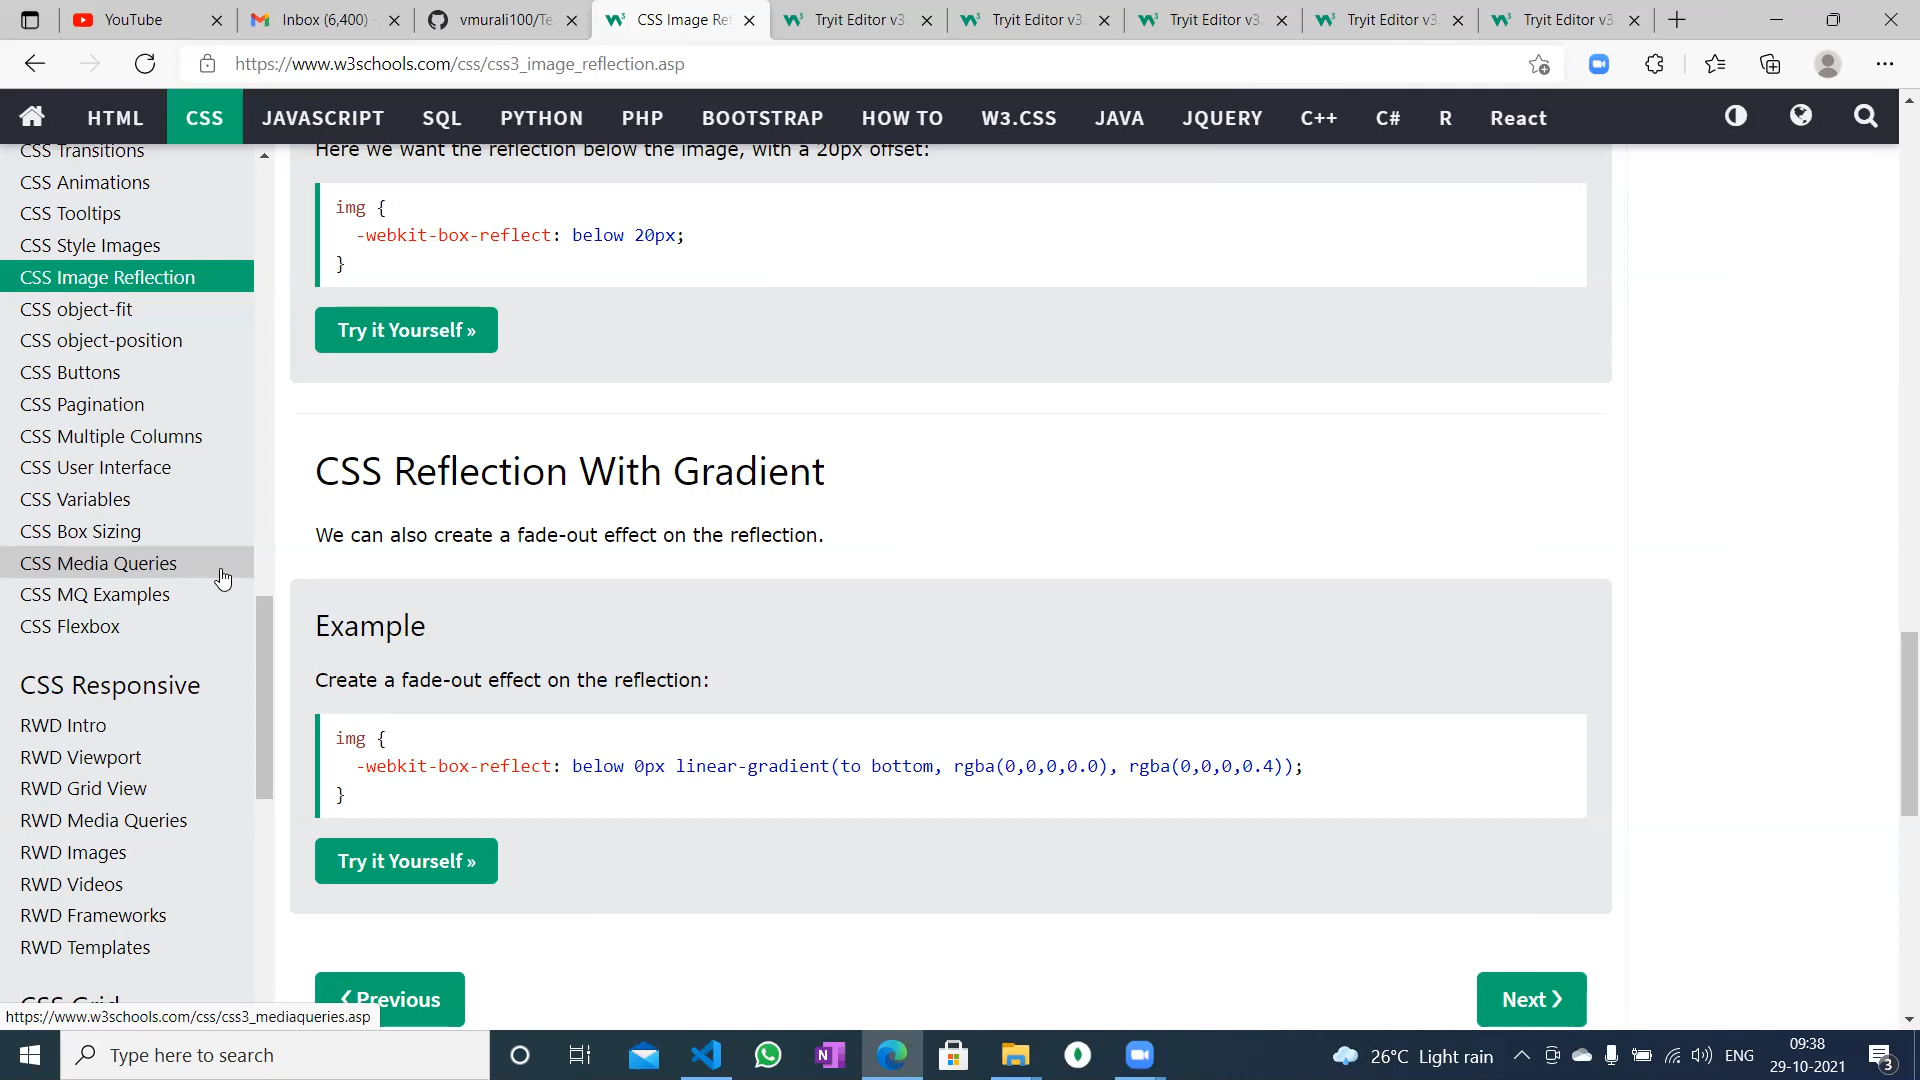 YouTube
Inbox (6,400)
vmurali100/Te
CSS Image Ref
Tryit Editor v3.
Tryit Editor v3.
Tryit Editor v3.
Tryit Editor v3.
Tryit Editor v3.
https://www.w3schools.com/css/css3_image_reflection.asp
HTML CSS JAVASCRIPT SQL PYTHON PHP BOOTSTRAP HOW TO W3.CSS JAVA JQUERY C++ C# R React
CSS Transitions
CSS Animations
CSS Tooltips
CSS Style Images
CSS Image Reflection
CSS object-fit
CSS object-position
CSS Buttons
CSS Pagination
CSS Multiple Columns
CSS User Interface
CSS Variables
CSS Box Sizing
CSS Media Queries
CSS MQ Examples
CSS Flexbox
CSS Responsive
RWD Intro
RWD Viewport
RWD Grid View
RWD Media Queries
RWD Images
RWD Videos
RWD Frameworks
RWD Templates
CSS Grid
https://www.w3schools.com/css/css3_mediaqueries.asp
Here we want the reflection below the image, with a 20px offset:
img {
-webkit-box-reflect: below 20px;
}
Try it Yourself »
CSS Reflection With Gradient
We can also create a fade-out effect on the reflection.
Example
Create a fade-out effect on the reflection:
img {
-webkit-box-reflect: below 0px linear-gradient(to bottom, rgba(0,0,0,0.0), rgba(0,0,0,0.4));
}
Try it Yourself »
❮ Previous
Next ❯
Type here to search
26°C Light rain
ENG
09:38
29-10-2021
3